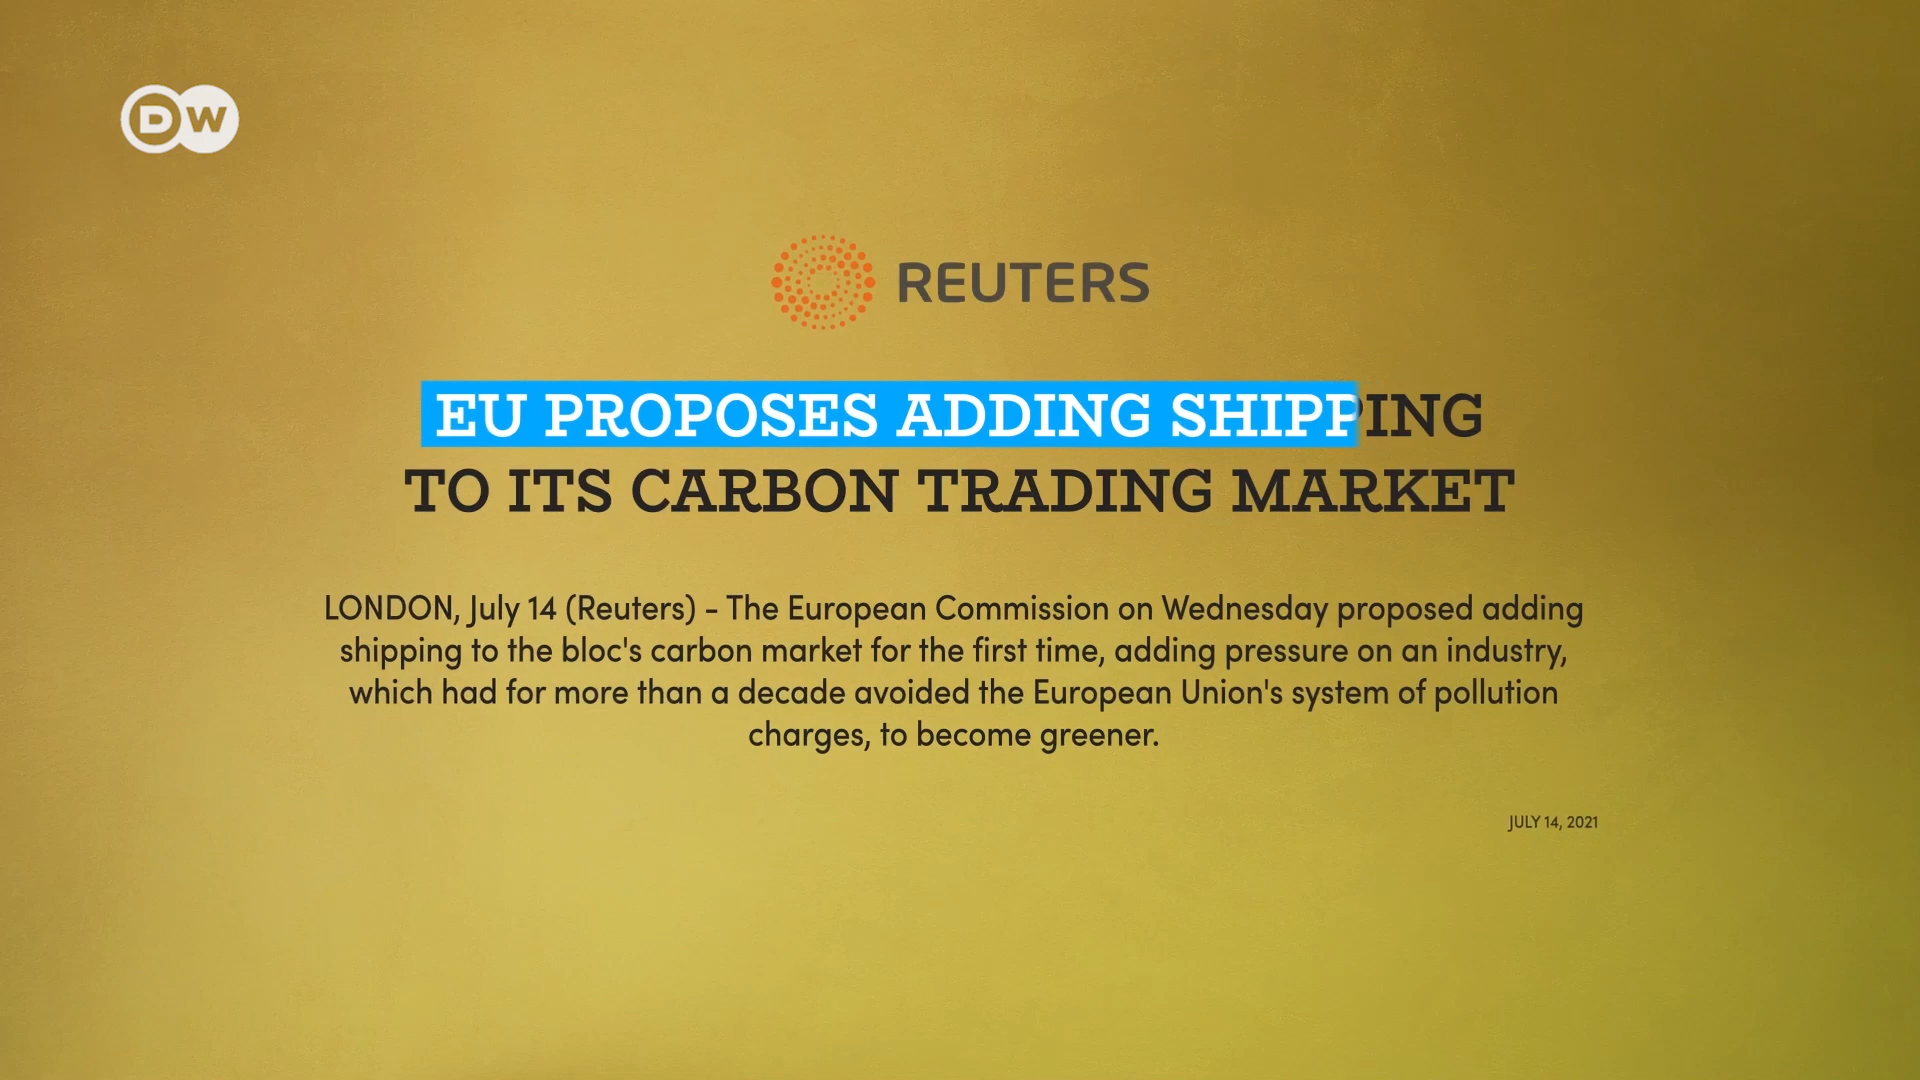 DW
REUTERS
EU PROPOSES ADDING SHIPPING
TO ITS CARBON TRADING MARKET
LONDON, July 14 (Reuters) - The European Commission on Wednesday proposed adding
shipping to the bloc's carbon market for the first time, adding pressure on an industry,
which had for more than a decade avoided the European Union's system of pollution
charges, to become greener.
JULY 14, 2021